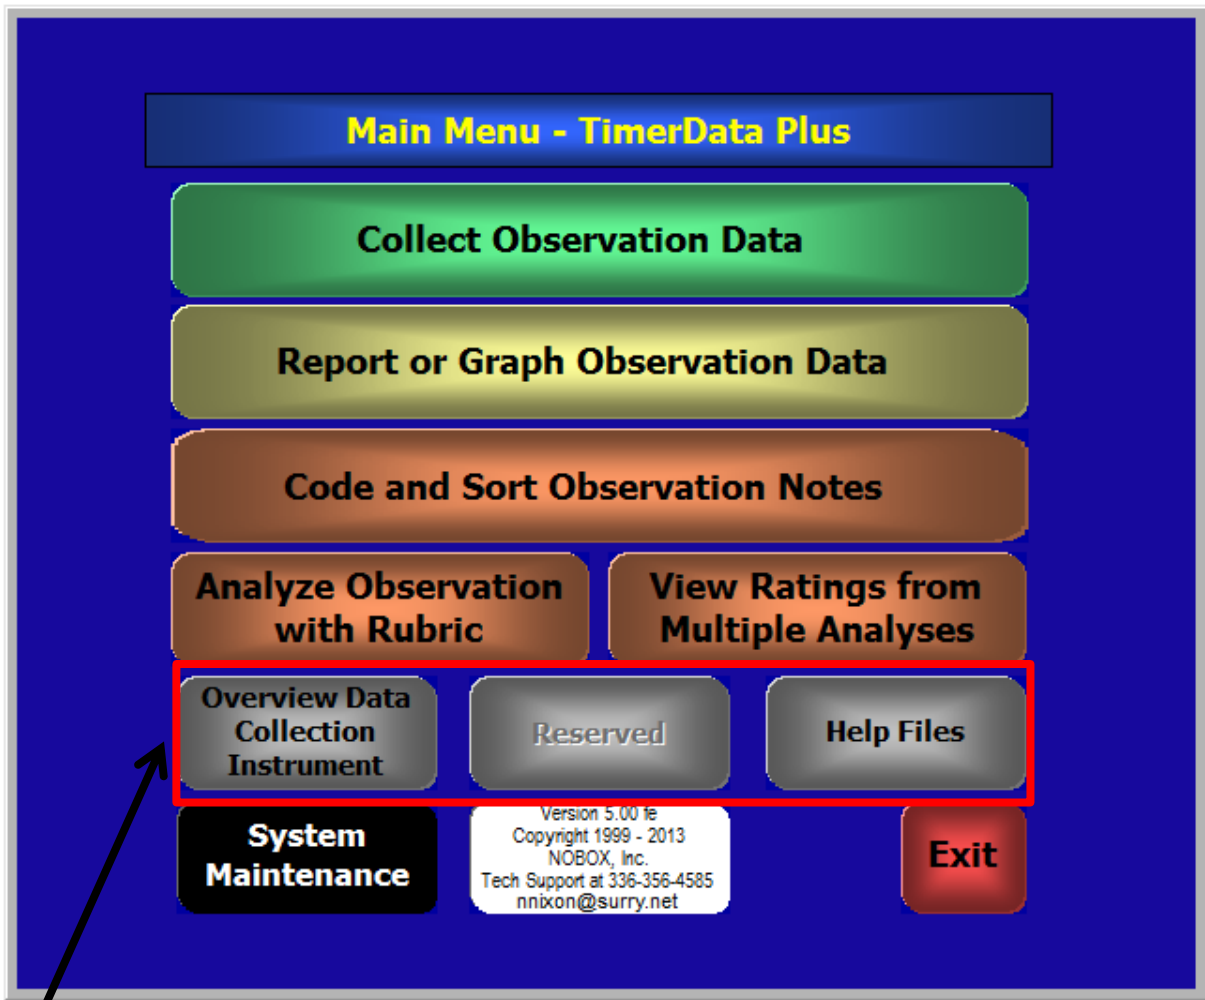 Main Menu - TimerData Plus
Collect Observation Data
Report or Graph Observation Data
Code and Sort Observation Notes
Analyze Observation
with Rubric
View Ratings from
Multiple Analyses
Overview Data
Collection
Instrument
Reserved
Help Files
System
Maintenance
Version 5.00 fe
Copyright 1999 - 2013
NOBOX, Inc.
Tech Support at 336-356-4585
nnixon@surry.net
Exit